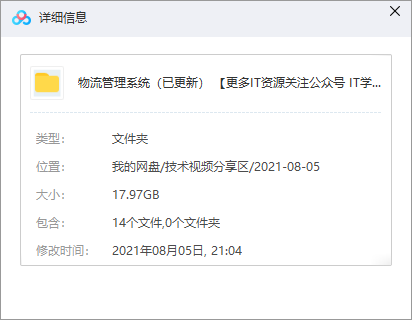 详细信息
物流管理系统（已更新） 【更多IT资源关注公众号 IT学...
类型： 文件夹
位置： 我的网盘/技术视频分享区/2021-08-05
大小： 17.97GB
包含： 14个文件,0个文件夹
修改时间： 2021年08月05日, 21:04